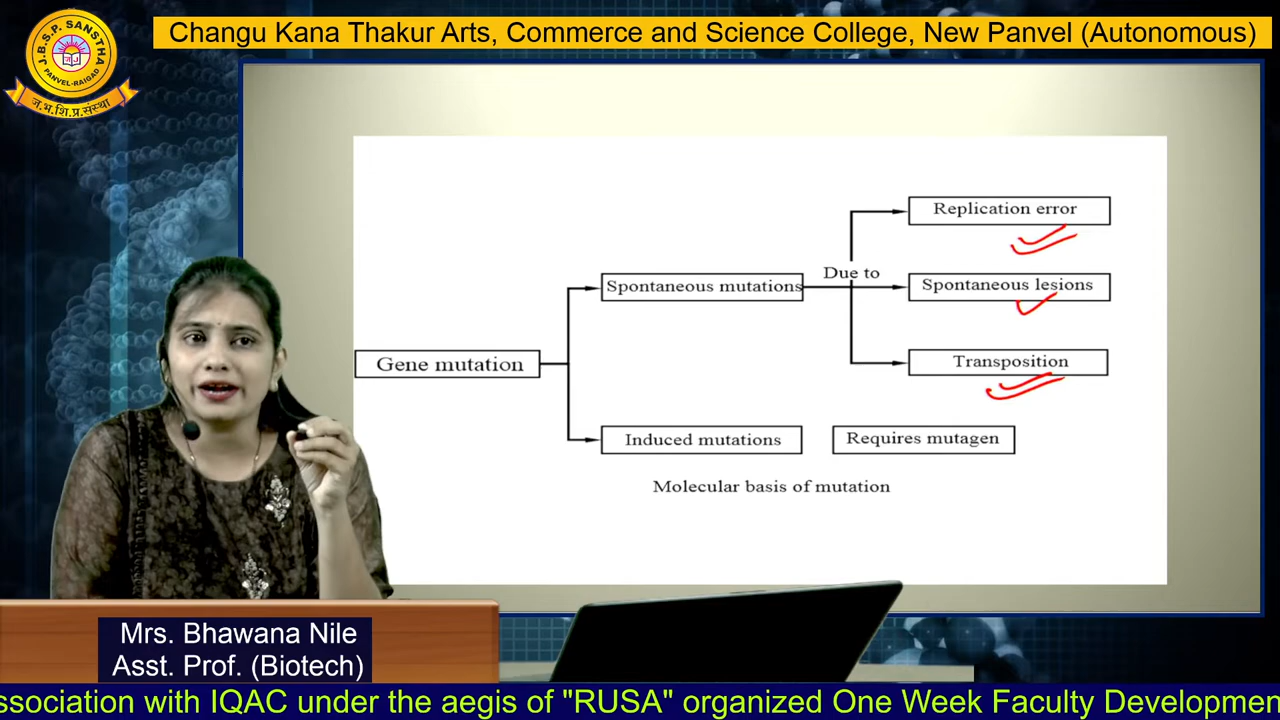 Changu Kana Thakur Arts, Commerce and Science College, New Panvel (Autonomous)
J.B.S.P. SANSTHA
PANVEL-RAIGAD
ज.भ.शि.प्र.संस्था
Replication error
Due to
Spontaneous mutations
Spontaneous lesions
Gene mutation
Transposition
Induced mutations
Requires mutagen
Molecular basis of mutation
Mrs. Bhawana Nile
Asst. Prof. (Biotech)
ssociation with IQAC under the aegis of "RUSA" organized One Week Faculty Developmen